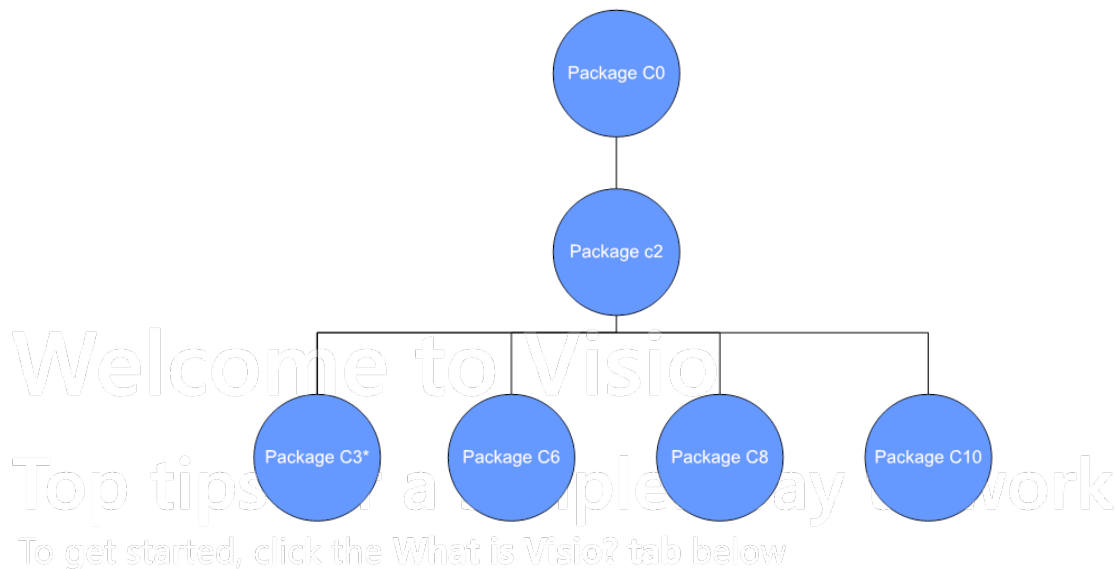 Package C0
Package c2
Welcome to Visio
Package C3* Package C6 Package C8 Package C10
Top tips a way work
To get started, click the What is Visio? tab below